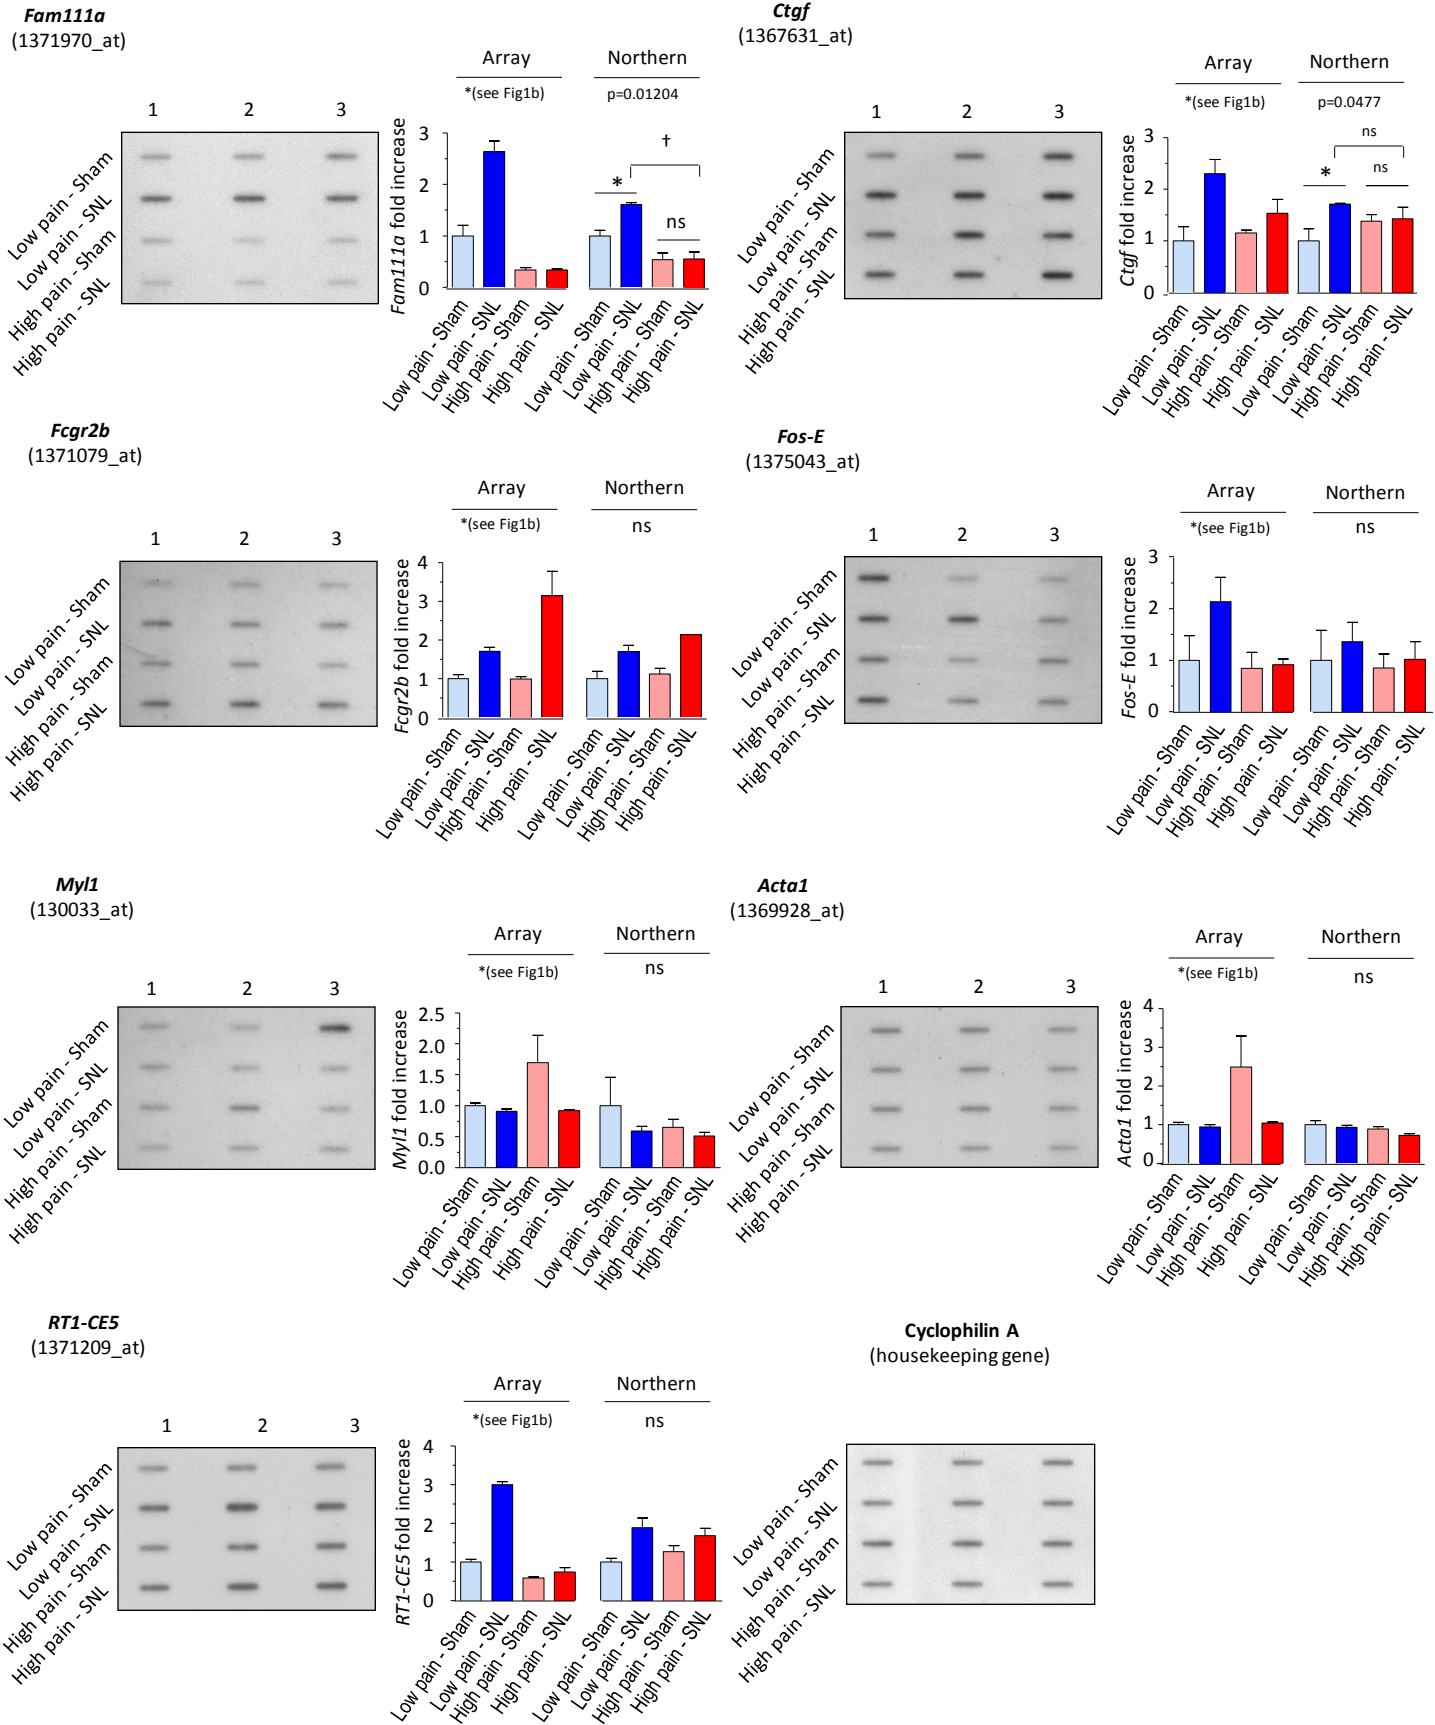 Fam111a
(1371970_at)
Array
Northern
*(see Fig1b)
p=0.01204
1 2 3
Low pain - Sham
Low pain - SNL
High pain - Sham
High pain - SNL
Fam111a fold increase
3
2
1
0
*
†
ns
Low pain - Sham
Low pain - SNL
High pain - Sham
High pain - SNL
Low pain - Sham
Low pain - SNL
High pain - Sham
High pain - SNL
Ctgf
(1367631_at)
Array
Northern
*(see Fig1b)
p=0.0477
1 2 3
Low pain - Sham
Low pain - SNL
High pain - Sham
High pain - SNL
Ctgf fold increase
3
2
1
0
*
ns
ns
Low pain - Sham
Low pain - SNL
High pain - Sham
High pain - SNL
Low pain - Sham
Low pain - SNL
High pain - Sham
High pain - SNL
Fcgr2b
(1371079_at)
Array
Northern
*(see Fig1b)
ns
1 2 3
Low pain - Sham
Low pain - SNL
High pain - Sham
High pain - SNL
Fcgr2b fold increase
4
3
2
1
0
Low pain - Sham
Low pain - SNL
High pain - Sham
High pain - SNL
Low pain - Sham
Low pain - SNL
High pain - Sham
High pain - SNL
Fos-E
(1375043_at)
Array
Northern
*(see Fig1b)
ns
1 2 3
Low pain - Sham
Low pain - SNL
High pain - Sham
High pain - SNL
Fos-E fold increase
3
2
1
0
Low pain - Sham
Low pain - SNL
High pain - Sham
High pain - SNL
Low pain - Sham
Low pain - SNL
High pain - Sham
High pain - SNL
Myl1
(130033_at)
Array
Northern
*(see Fig1b)
ns
1 2 3
Low pain - Sham
Low pain - SNL
High pain - Sham
High pain - SNL
Myl1 fold increase
2.5
2.0
1.5
1.0
0.5
0.0
Low pain - Sham
Low pain - SNL
High pain - Sham
High pain - SNL
Low pain - Sham
Low pain - SNL
High pain - Sham
High pain - SNL
Acta1
(1369928_at)
Array
Northern
*(see Fig1b)
ns
1 2 3
Low pain - Sham
Low pain - SNL
High pain - Sham
High pain - SNL
Acta1 fold increase
4
3
2
1
0
Low pain - Sham
Low pain - SNL
High pain - Sham
High pain - SNL
Low pain - Sham
Low pain - SNL
High pain - Sham
High pain - SNL
RT1-CE5
(1371209_at)
Array
Northern
*(see Fig1b)
ns
1 2 3
Low pain - Sham
Low pain - SNL
High pain - Sham
High pain - SNL
RT1-CE5 fold increase
4
3
2
1
0
Low pain - Sham
Low pain - SNL
High pain - Sham
High pain - SNL
Low pain - Sham
Low pain - SNL
High pain - Sham
High pain - SNL
Cyclophilin A
(housekeeping gene)
Low pain - Sham
Low pain - SNL
High pain - Sham
High pain - SNL